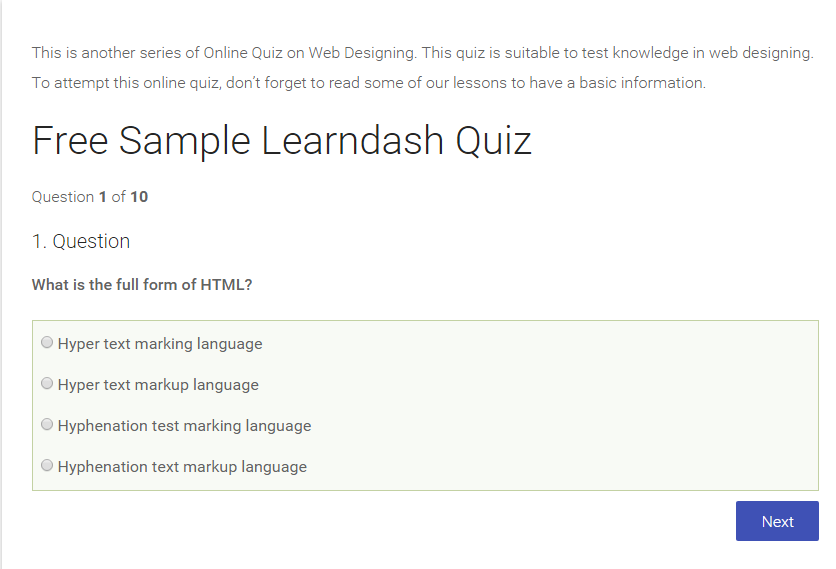 This is another series of Online Quiz on Web Designing. This quiz is suitable to test knowledge in web designing.
To attempt this online quiz, don't forget to read some of our lessons to have a basic information.
Free Sample Learndash Quiz
Question 1 of 10
1. Question
What is the full form of HTML?
Hyper text marking language
Hyper text markup language
Hyphenation test marking language
Hyphenation text markup language
Next